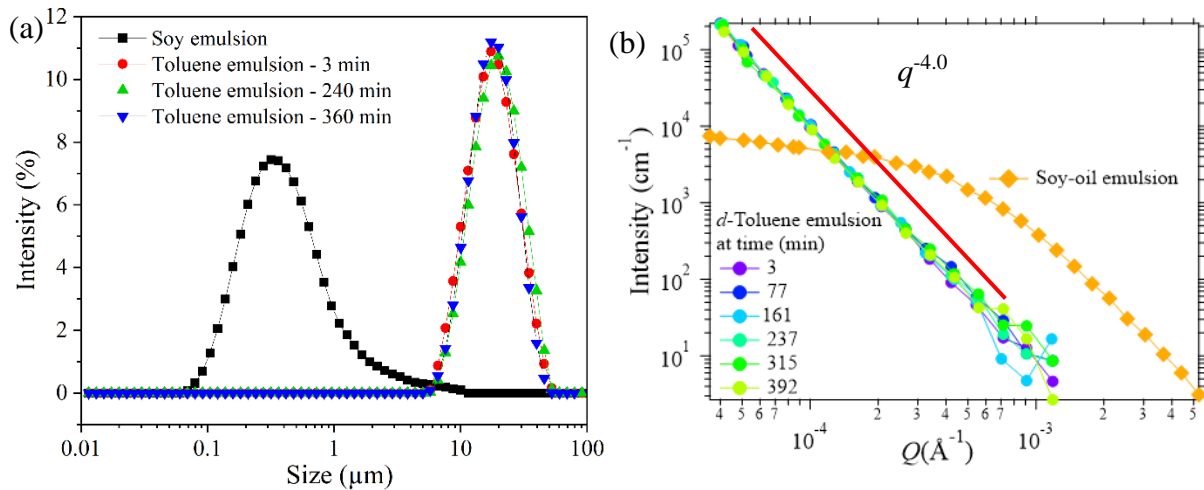 (a)
Soy emulsion
Toluene emulsion - 3 min
Toluene emulsion - 240 min
Toluene emulsion - 360 min
12
10
8
6
4
2
0
Intensity (%)
0.01 0.1 1 10 100
Size (µm)
(b)
q-4.0
Soy-oil emulsion
d-Toluene emulsion
at time (min)
3
77
161
237
315
392
10^5
10^4
10^3
10^2
10^1
Intensity (cm-1)
4 5 6 7 2 3 4 5 6 7 2 3 4 5
10^-4 10^-3
Q(Å-1)